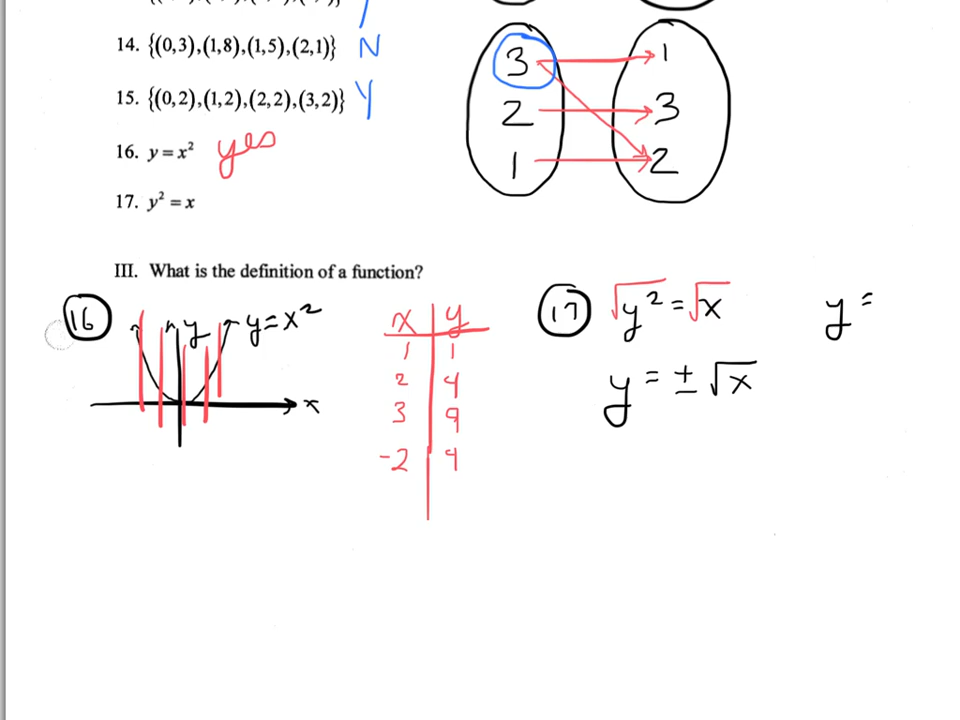 14. {(0,3),(1,8),(1,5),(2,1)} N
15. {(0,2),(1,2),(2,2),(3,2)} Y
16. y = x² yes
17. y² = x
3 1
2 3
1 2
III. What is the definition of a function?
16 y y=x²
x
x y
1 1
2 4
3 9
-2 4
17 √y² = √x
y = ± √x
y =